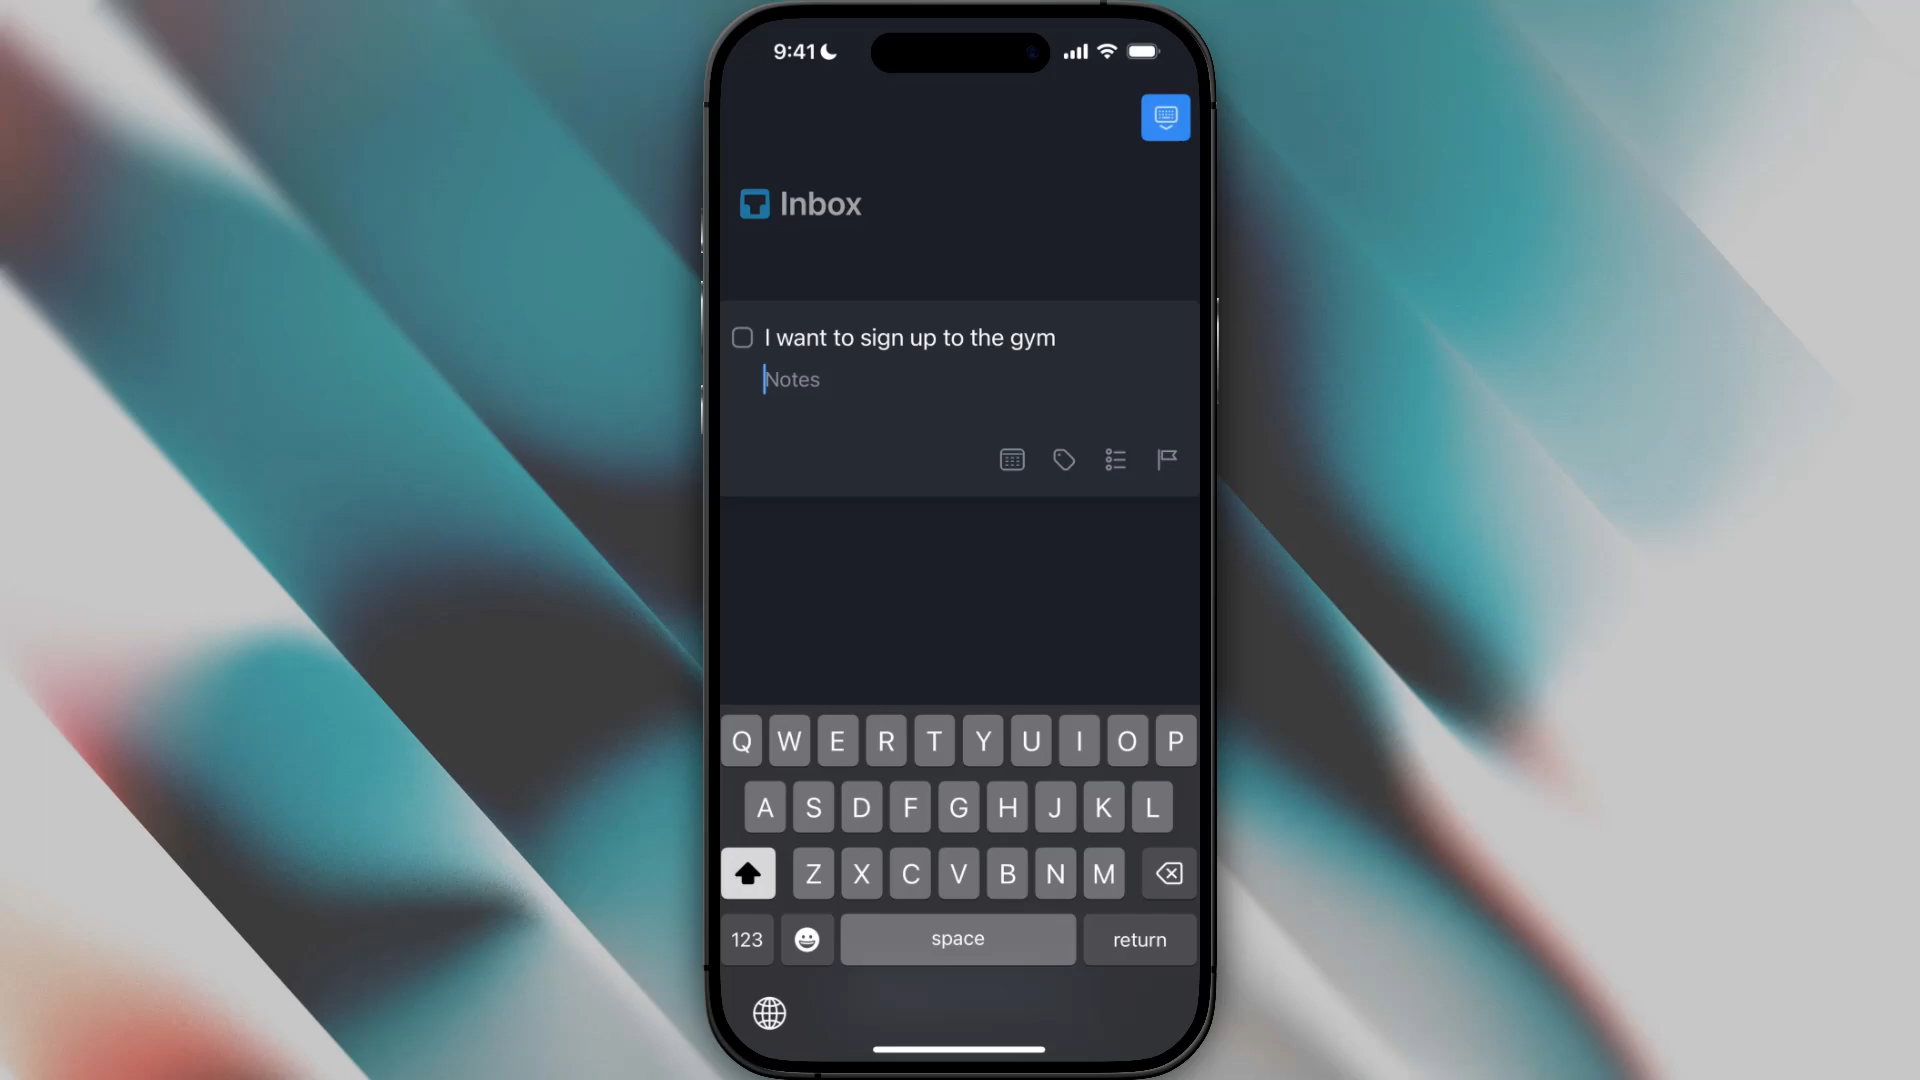 9:41
Inbox
I want to sign up to the gym
Notes
Q W E R T Y U I O P
A S D F G H J K L
Z X C V B N M
123 space return